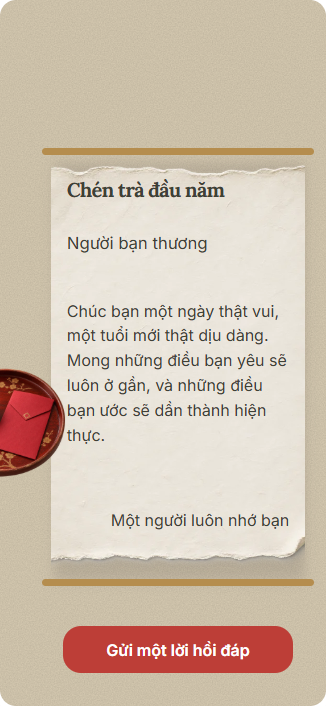 Chén trà đầu năm
Người bạn thương
Chúc bạn một ngày thật vui,
một tuổi mới thật dịu dàng.
Mong những điều bạn yêu sẽ
luôn ở gần, và những điều
bạn ước sẽ dần thành hiện
thực.
Một người luôn nhớ bạn
Gửi một lời hồi đáp